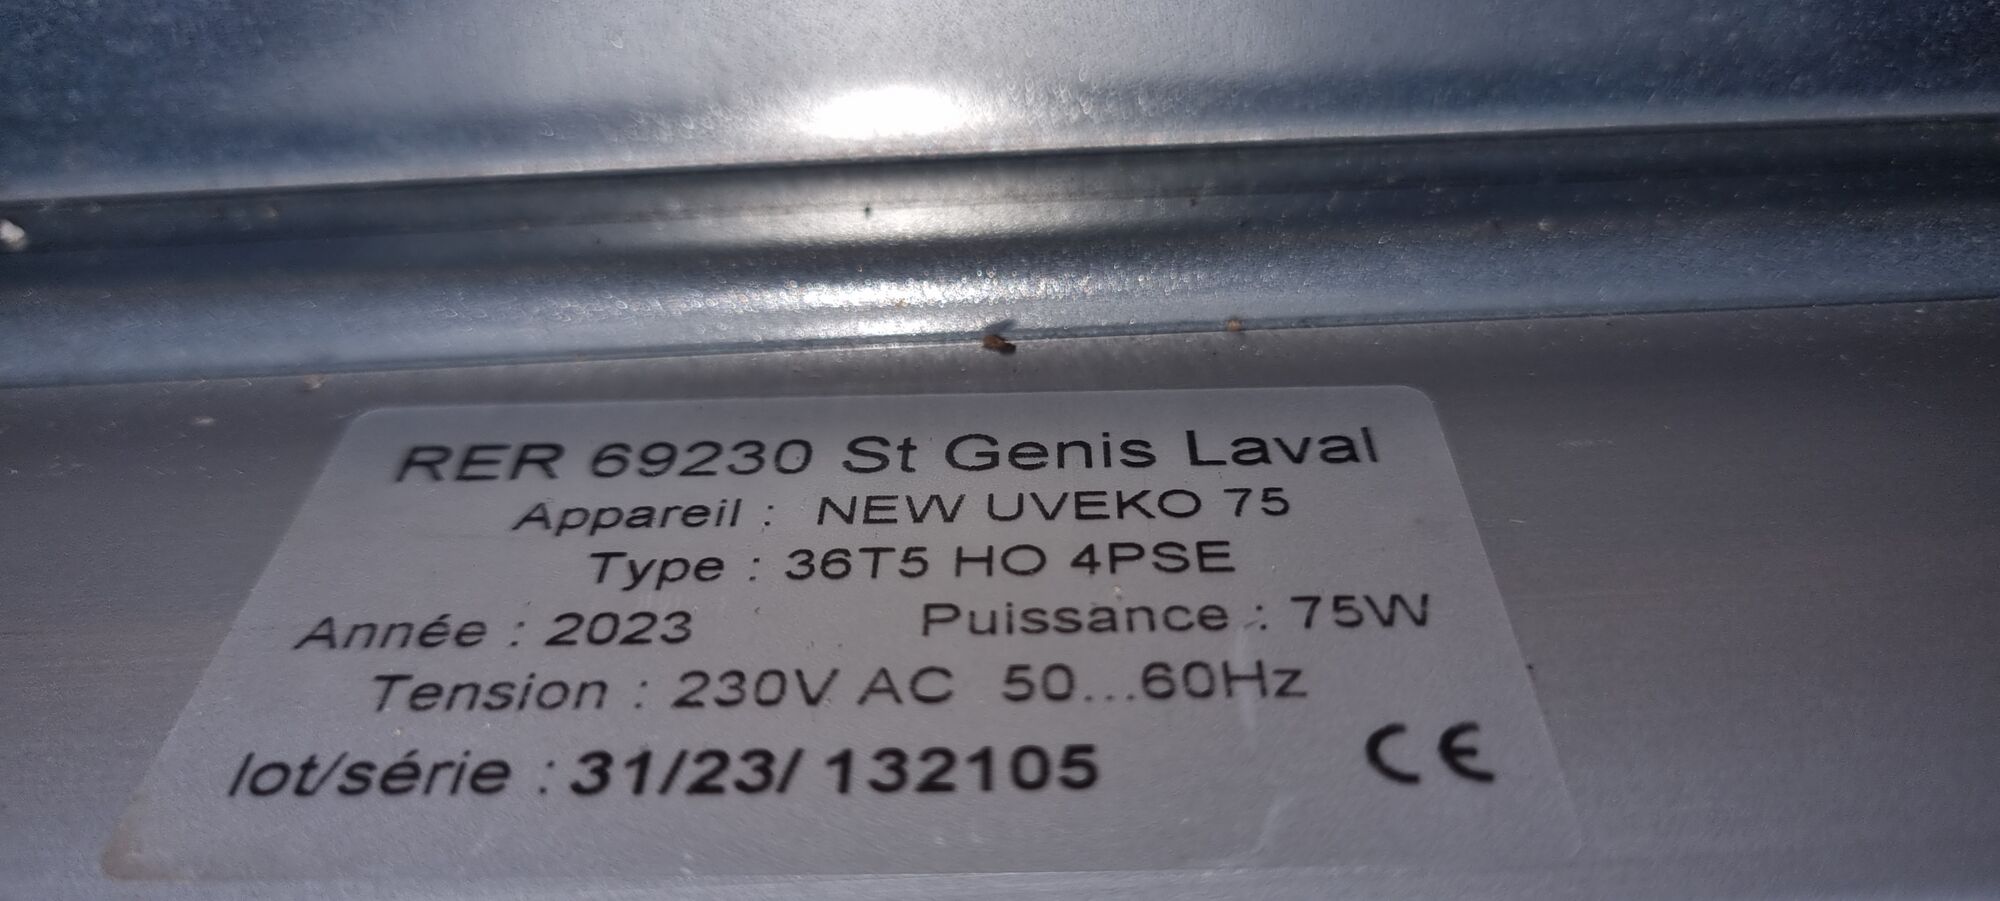 RER 69230 St Genis Laval
Appareil : NEW UVEKO 75
Type : 36T5 HO 4PSE
Année : 2023 Puissance : 75W
Tension : 230V AC 50...60Hz
lot/série : 31/23/ 132105 CE